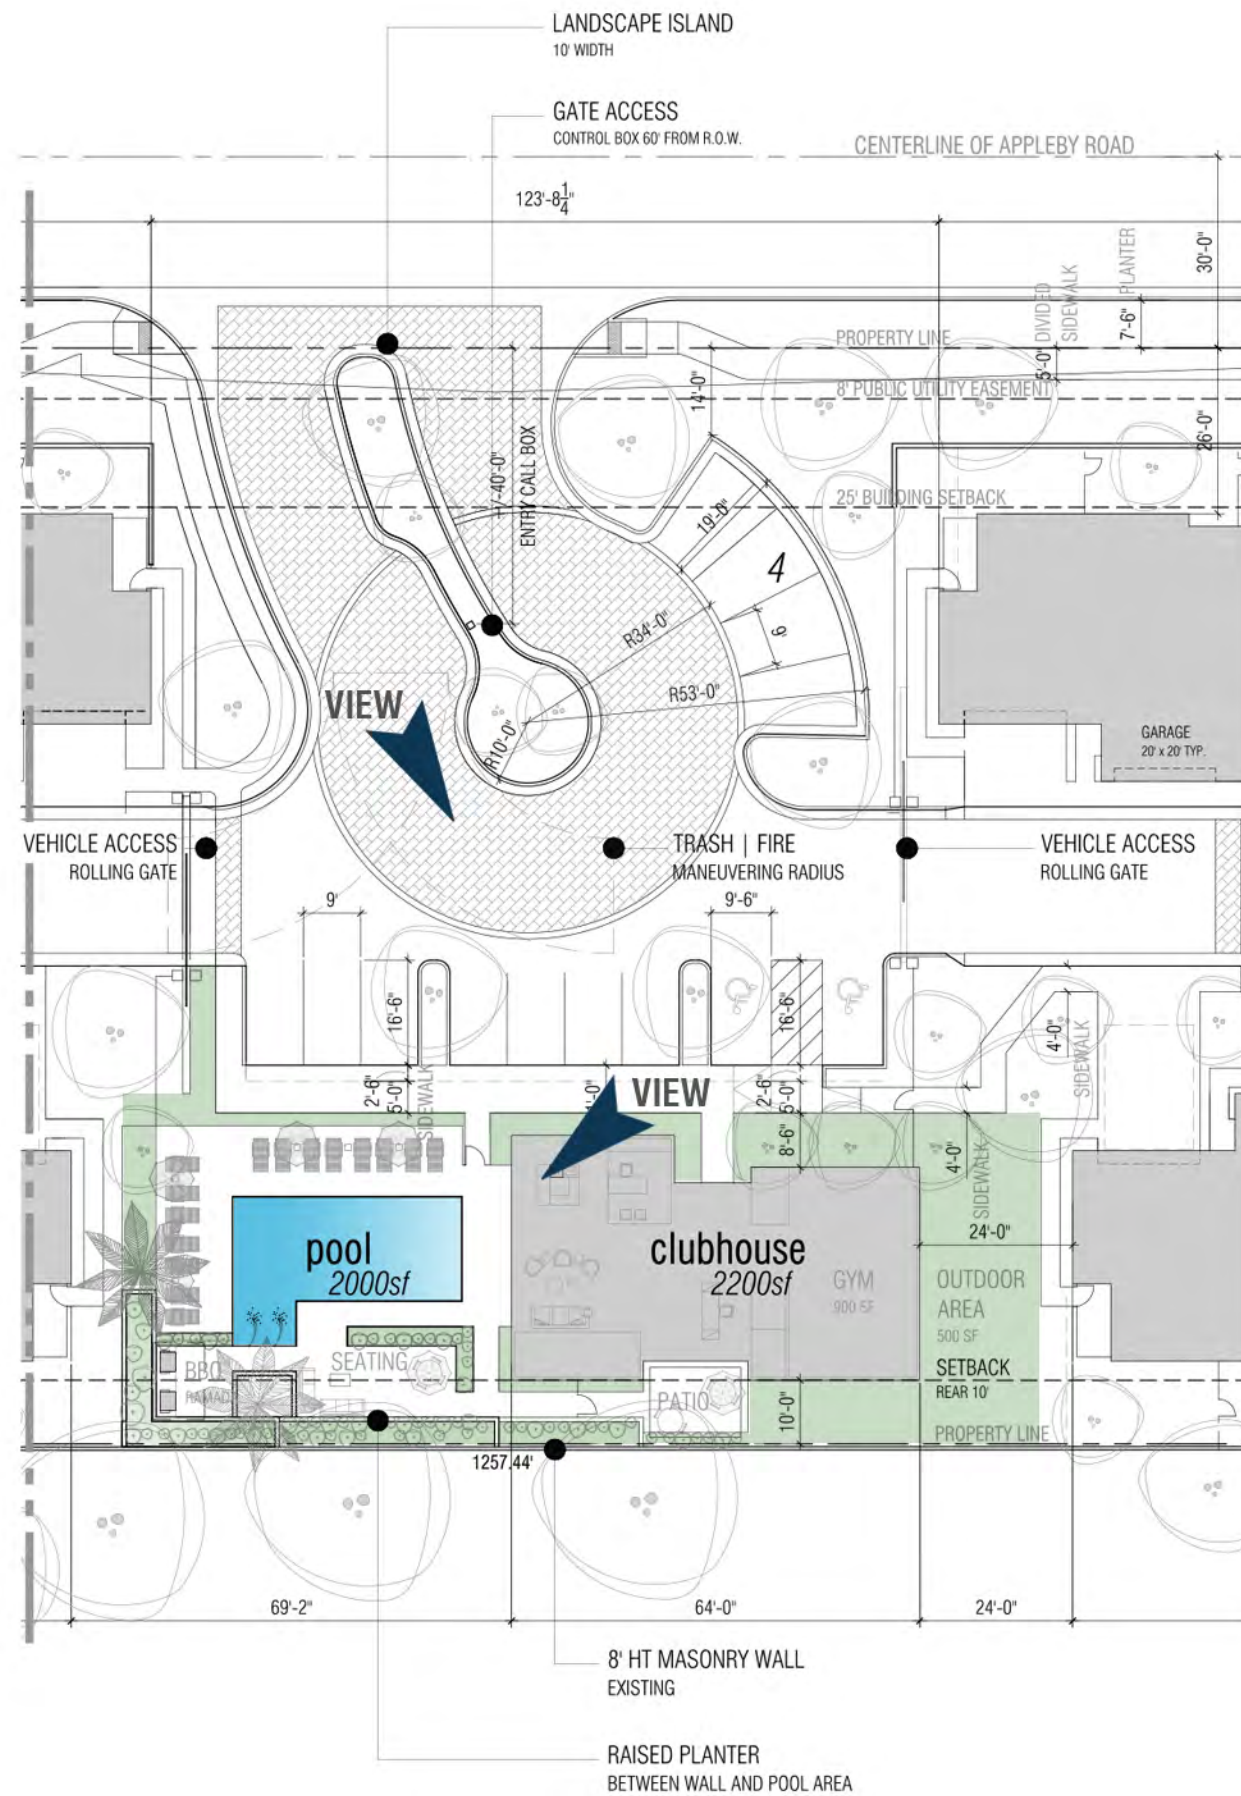 LANDSCAPE ISLAND
10' WIDTH
GATE ACCESS
CONTROL BOX 60' FROM R.O.W.
CENTERLINE OF APPLEBY ROAD
123'-8 1/4"
30'-0"
PLANTER
7'-6"
DIVIDED
SIDEWALK
5'-0"
PROPERTY LINE
8' PUBLIC UTILITY EASEMENT
14'-0"
26'-0"
25' BUILDING SETBACK
ENTRY CALL BOX
19'-0"
4
9'
R34'-0"
R53'-0"
R10'-0"
VIEW
GARAGE
20' x 20' TYP.
VEHICLE ACCESS
ROLLING GATE
TRASH | FIRE
MANEUVERING RADIUS
VEHICLE ACCESS
ROLLING GATE
9'
9'-6"
16'-6"
16'-6"
4'-0"
SIDEWALK
2'-6"
5'-0"
SIDEWALK
VIEW
2'-6"
5'-0"
8'-6"
4'-0"
SIDEWALK
24'-0"
pool
2000sf
clubhouse
2200sf
GYM
900 SF
OUTDOOR
AREA
500 SF
SETBACK
REAR 10'
BBQ
SEATING
PATIO
10'-0"
PROPERTY LINE
1257.44'
69'-2"
64'-0"
24'-0"
8' HT MASONRY WALL
EXISTING
RAISED PLANTER
BETWEEN WALL AND POOL AREA